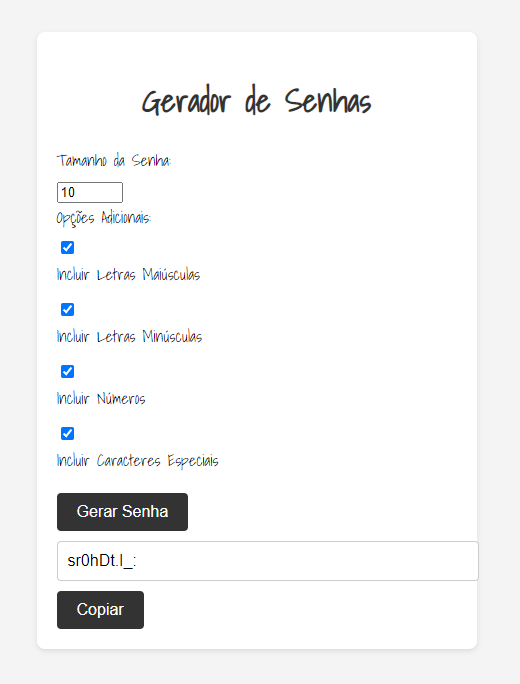 Gerador de Senhas
Tamanho da Senha:
10
Opções Adicionais:
Incluir Letras Maiúsculas
Incluir Letras Minúsculas
Incluir Números
Incluir Caracteres Especiais
Gerar Senha
sr0hDt.I_:
Copiar